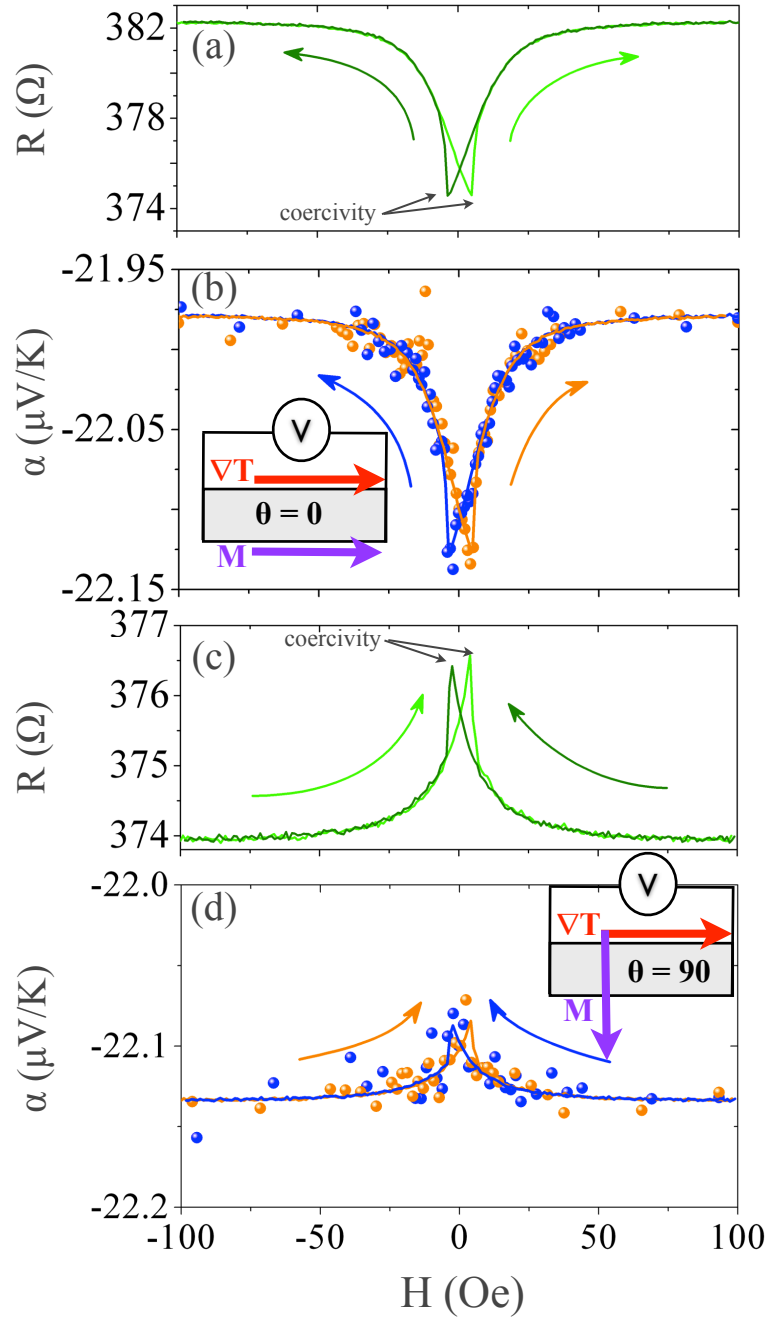 (a)
R (Ω)
382
378
374
coercivity
(b)
α (μV/K)
-21.95
-22.05
-22.15
V
∇T
θ = 0
M
(c)
R (Ω)
377
376
375
374
coercivity
(d)
α (μV/K)
-22.0
-22.1
-22.2
V
∇T
θ = 90
M
-100 -50 0 50 100
H (Oe)